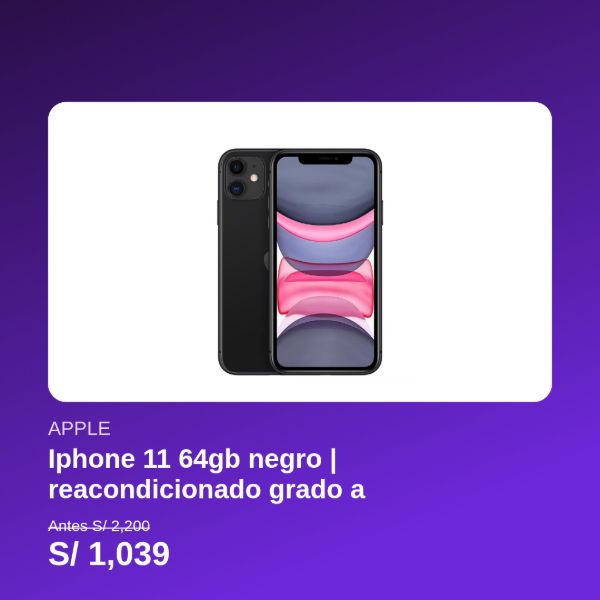 APPLE
Iphone 11 64gb negro |
reacondicionado grado a
Antes S/ 2,200
S/ 1,039